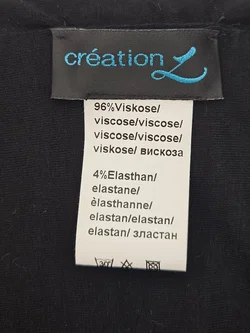 création L
96%Viskose/
viscose/viscose/
viscose/viscose/
viskose/ вискоза
4%Elasthan/
elastane/
èlasthanne/
elastan/elastan/
elastan/ эластан